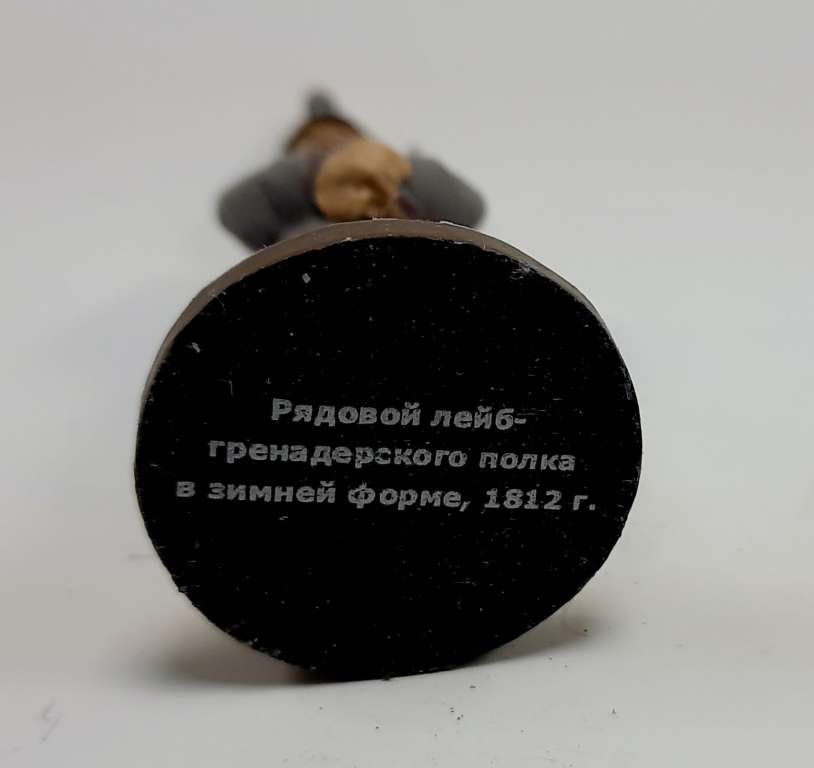 Рядовой лейб-
гренадерского полка
в зимней форме, 1812 г.